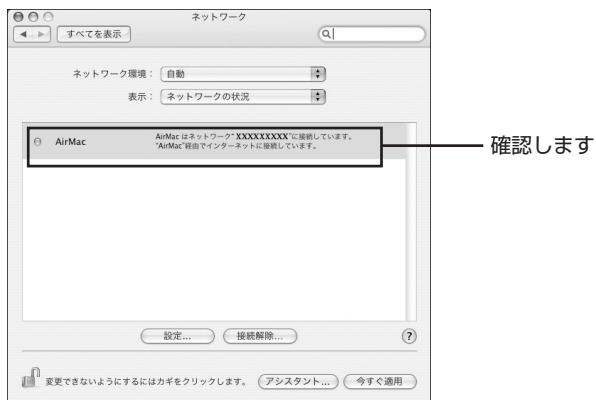 ネットワーク
すべてを表示
ネットワーク環境： 自動
表示： ネットワークの状況
AirMac
AirMac はネットワーク“XXXXXXXXX”に接続しています。
“AirMac”経由でインターネットに接続しています。
確認します
設定...
接続解除...
?
変更できないようにするにはカギをクリックします。
アシスタント...
今すぐ適用